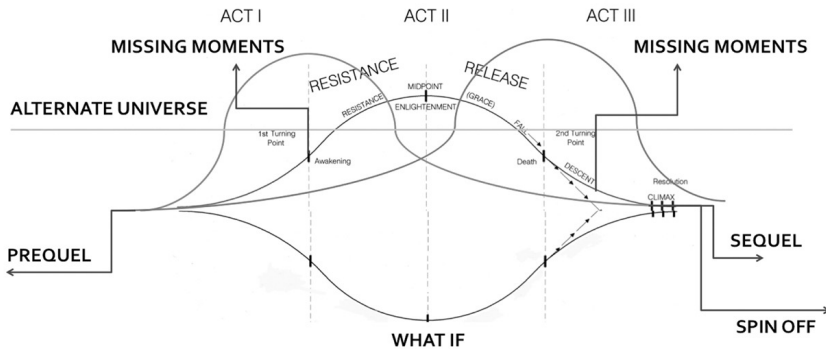 ACT I
ACT II
ACT III
MISSING MOMENTS
MISSING MOMENTS
RESISTANCE
RELEASE
MIDPOINT
RESISTANCE
ENLIGHTENMENT
(GRACE)
ALTERNATE UNIVERSE
FALL
1st Turning
Point
2nd Turning
Point
Awakening
Death
DESCENT
Resolution
CLIMAX
PREQUEL
SEQUEL
SPIN OFF
WHAT IF